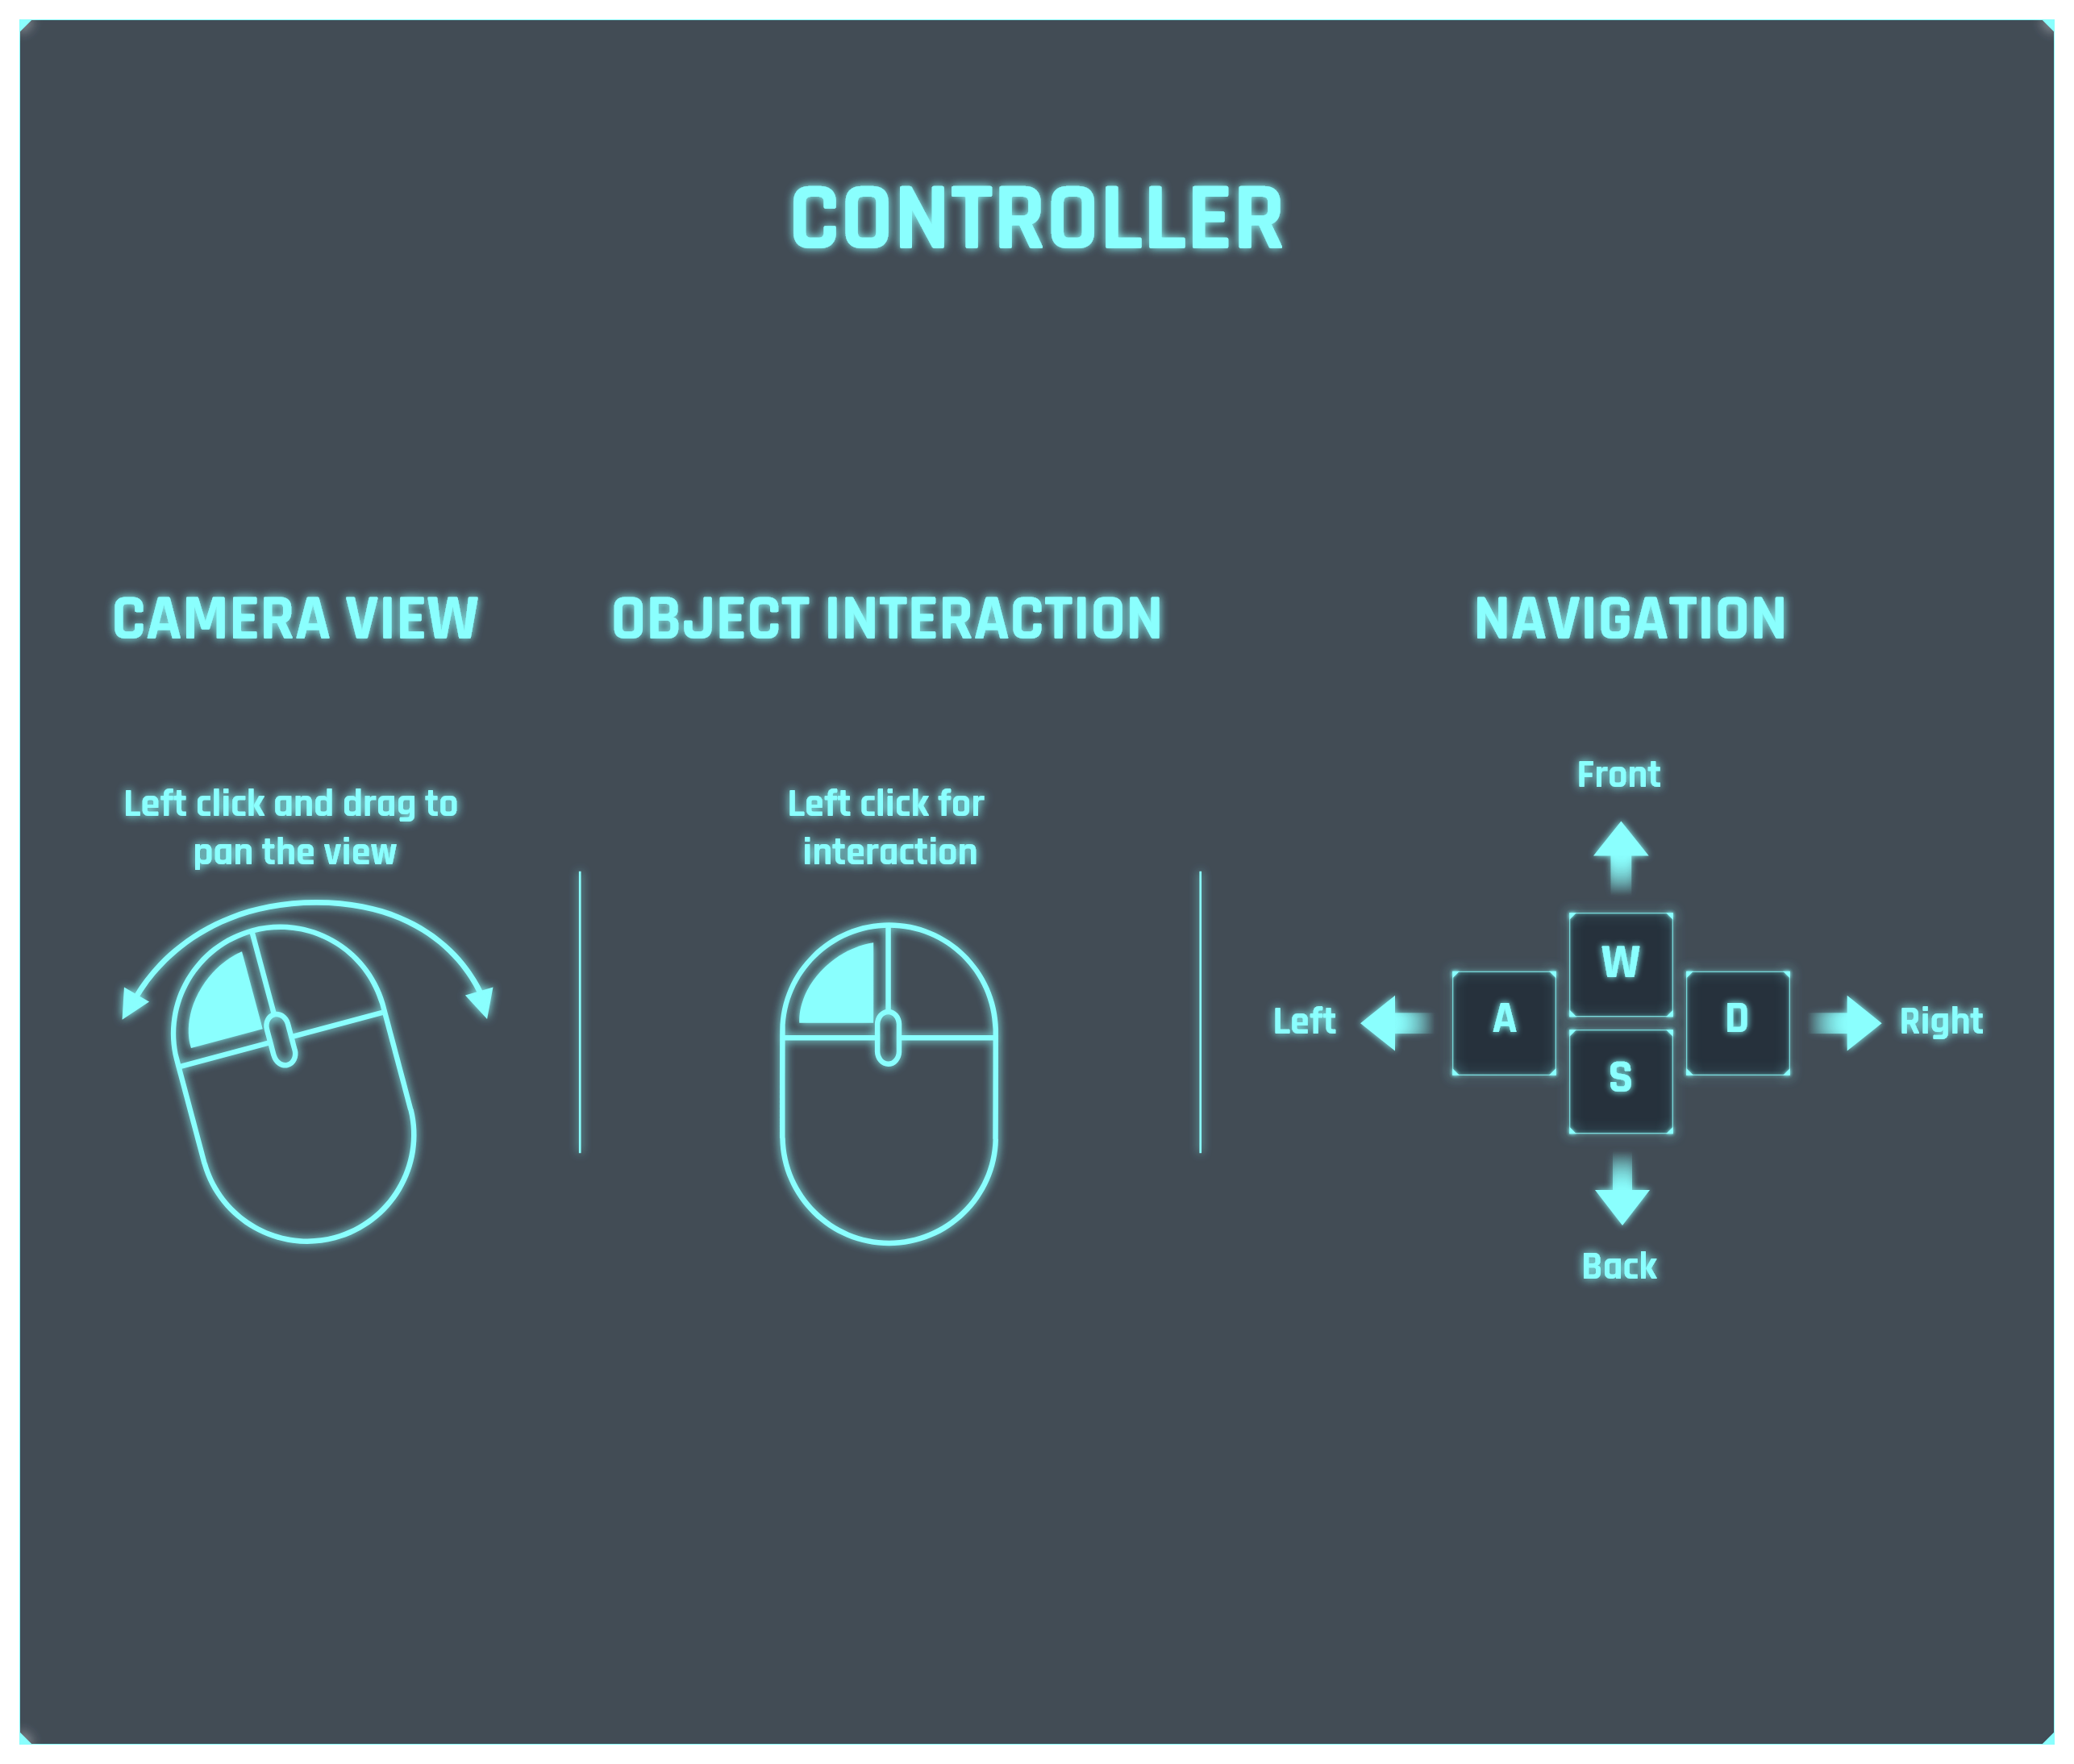 CONTROLLER
CAMERA VIEW
Left click and drag to
pan the view
OBJECT INTERACTION
Left click for
interaction
NAVIGATION
Front
W
Left
A
S
D
Right
Back